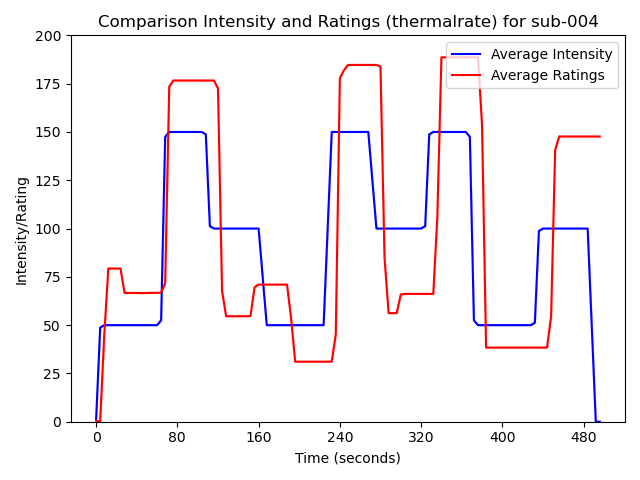 Comparison Intensity and Ratings (thermalrate) for sub-004
Average Intensity
Average Ratings
Intensity/Rating
200
175
150
125
100
75
50
25
0
0 80 160 240 320 400 480
Time (seconds)